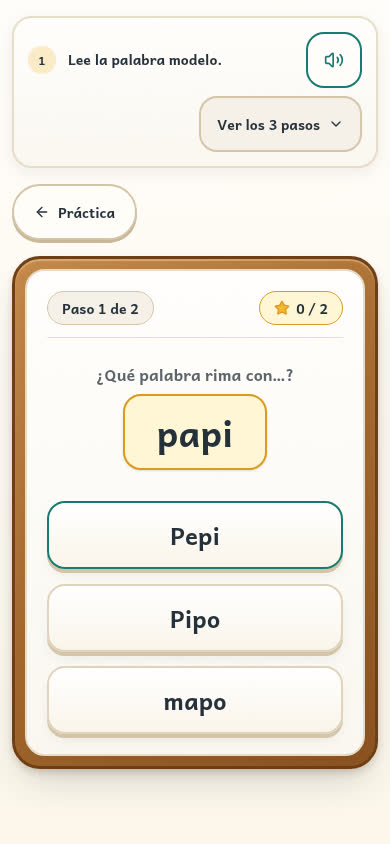 1 Lee la palabra modelo.
Ver los 3 pasos
Práctica
Paso 1 de 2
0 / 2
¿Qué palabra rima con...?
papi
Pepi
Pipo
mapo